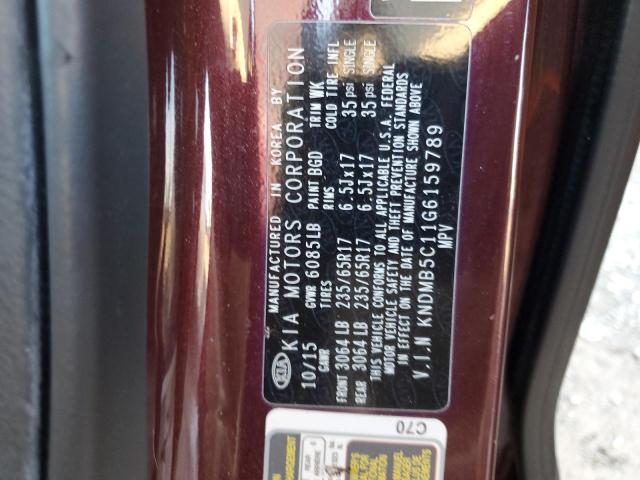 MANUFACTURED IN KOREA BY
KIA KIA MOTORS CORPORATION
10/15 GVWR 6085LB PAINT BGD TRIM WK
GAWR TIRES RIMS COLD TIRE INFL
FRONT 3064 LB 235/65R17 6.5Jx17 35 psi SINGLE
REAR 3064 LB 235/65R17 6.5Jx17 35 psi SINGLE
THIS VEHICLE CONFORMS TO ALL APPLICABLE U.S.A. FEDERAL
MOTOR VEHICLE SAFETY AND THEFT PREVENTION STANDARDS
IN EFFECT ON THE DATE OF MANUFACTURE SHOWN ABOVE
V.I.N KNDMB5C11G6159789
MPV
C70
REAR